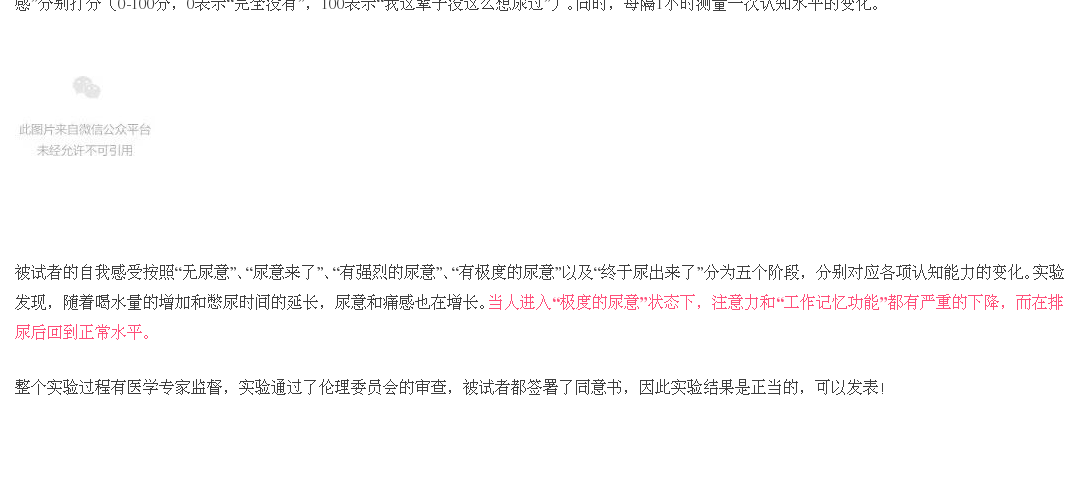 感”分别打分（0-100分，0表示“完全没有”，100表示“我这辈子没这么想尿过”）。同时，每隔1小时测量一次认知水平的变化。
此图片来自微信公众平台
未经允许不可引用
被试者的自我感受按照“无尿意”、“尿意来了”、“有强烈的尿意”、“有极度的尿意”以及“终于尿出来了”分为五个阶段，分别对应各项认知能力的变化。实验
发现，随着喝水量的增加和憋尿时间的延长，尿意和痛感也在增长。当人进入“极度的尿意”状态下，注意力和“工作记忆功能”都有严重的下降，而在排
尿后回到正常水平。
整个实验过程有医学专家监督，实验通过了伦理委员会的审查，被试者都签署了同意书，因此实验结果是正当的，可以发表！